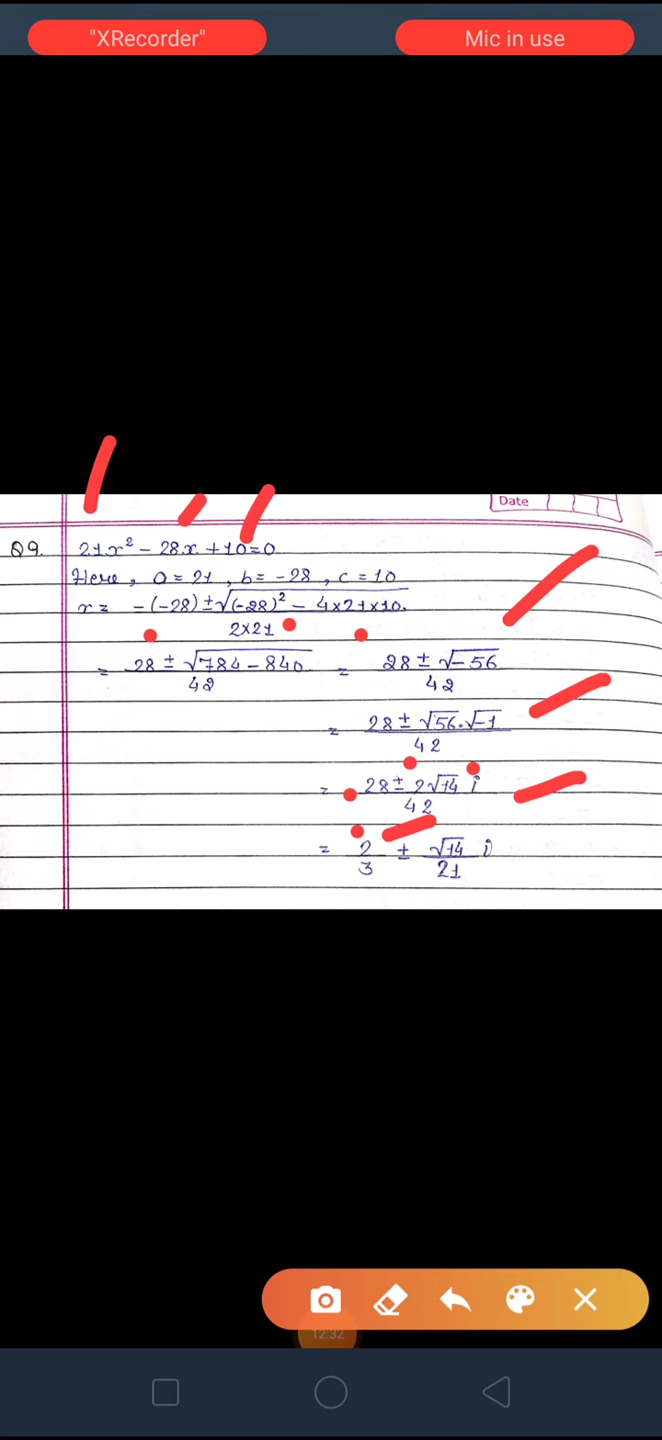 "XRecorder" Mic in use
Date
Q9. 21x² - 28x + 10 = 0
Here, a = 21, b = -28, c = 10
x = -(-28) ± √(-28)² - 4×21×10.
2×21
= 28 ± √784 - 840 = 28 ± √-56
42 42
= 28 ± √56.√-1
42
= 28 ± 2√14 i
42
= 2 ± √14 i
3 21
12:32